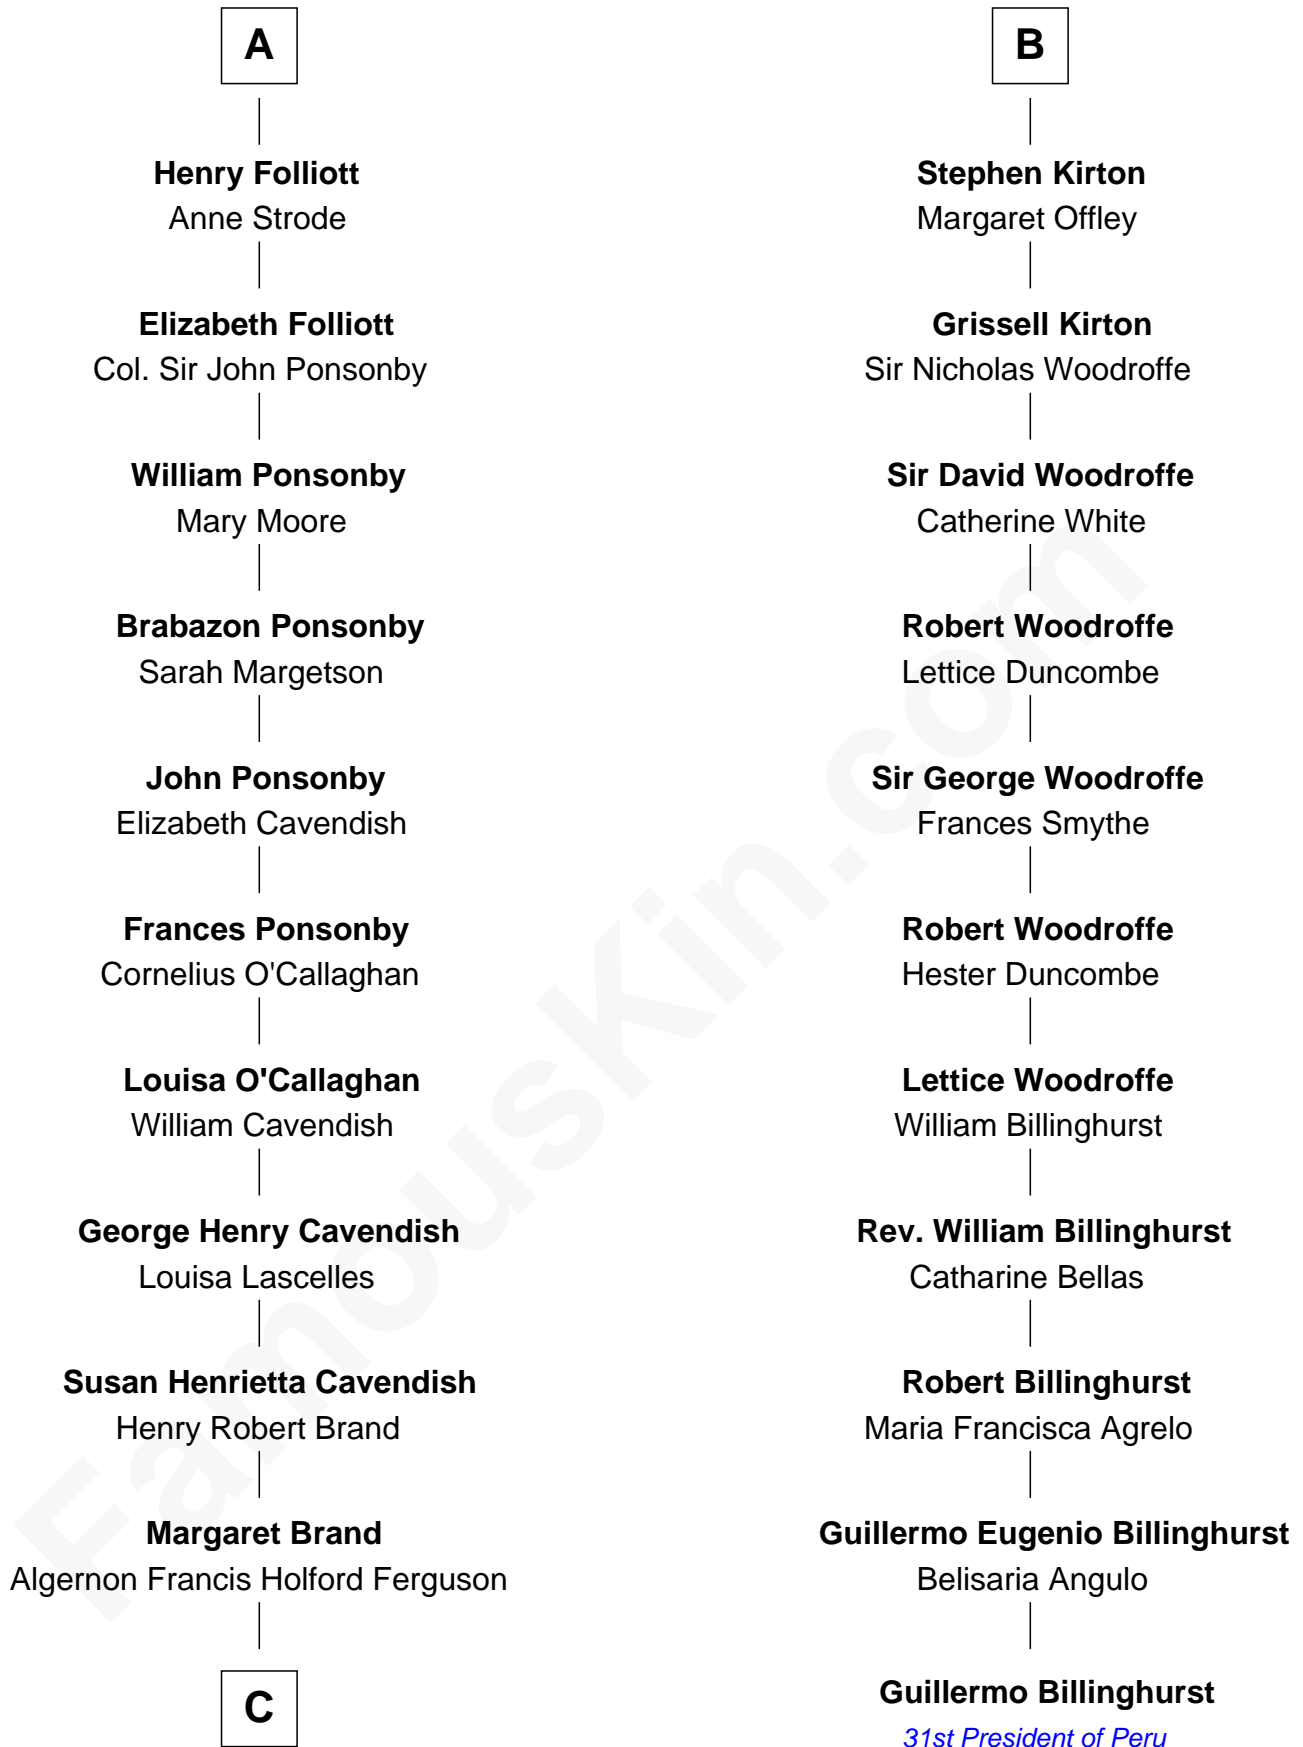 A
Henry Folliott
Anne Strode
Elizabeth Folliott
Col. Sir John Ponsonby
William Ponsonby
Mary Moore
Brabazon Ponsonby
Sarah Margetson
John Ponsonby
Elizabeth Cavendish
Frances Ponsonby
Cornelius O'Callaghan
Louisa O'Callaghan
William Cavendish
George Henry Cavendish
Louisa Lascelles
Susan Henrietta Cavendish
Henry Robert Brand
Margaret Brand
Algernon Francis Holford Ferguson
C
B
Stephen Kirton
Margaret Offley
Grissell Kirton
Sir Nicholas Woodroffe
Sir David Woodroffe
Catherine White
Robert Woodroffe
Lettice Duncombe
Sir George Woodroffe
Frances Smythe
Robert Woodroffe
Hester Duncombe
Lettice Woodroffe
William Billinghurst
Rev. William Billinghurst
Catharine Bellas
Robert Billinghurst
Maria Francisca Agrelo
Guillermo Eugenio Billinghurst
Belisaria Angulo
Guillermo Billinghurst
31st President of Peru
FamousKin.com